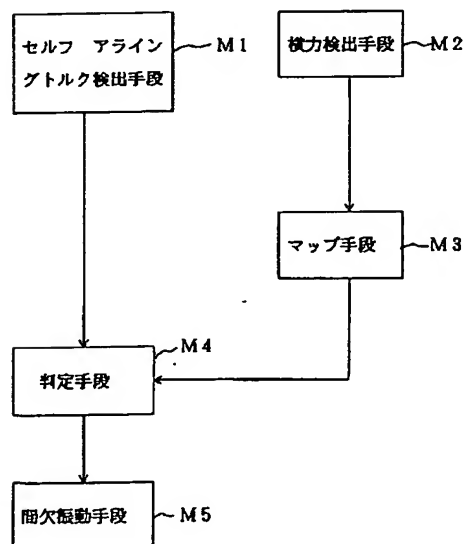 セルフ アライン
グトルク検出手段
M1
横力検出手段
M2
マップ手段
M3
M4
判定手段
間欠振動手段
M5